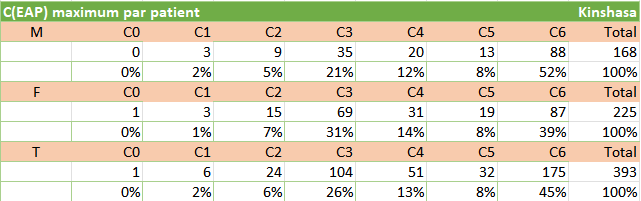 C(EAP) maximum par patient Kinshasa
M C0 C1 C2 C3 C4 C5 C6 Total
0 3 9 35 20 13 88 168
0% 2% 5% 21% 12% 8% 52% 100%
F C0 C1 C2 C3 C4 C5 C6 Total
1 3 15 69 31 19 87 225
0% 1% 7% 31% 14% 8% 39% 100%
T C0 C1 C2 C3 C4 C5 C6 Total
1 6 24 104 51 32 175 393
0% 2% 6% 26% 13% 8% 45% 100%